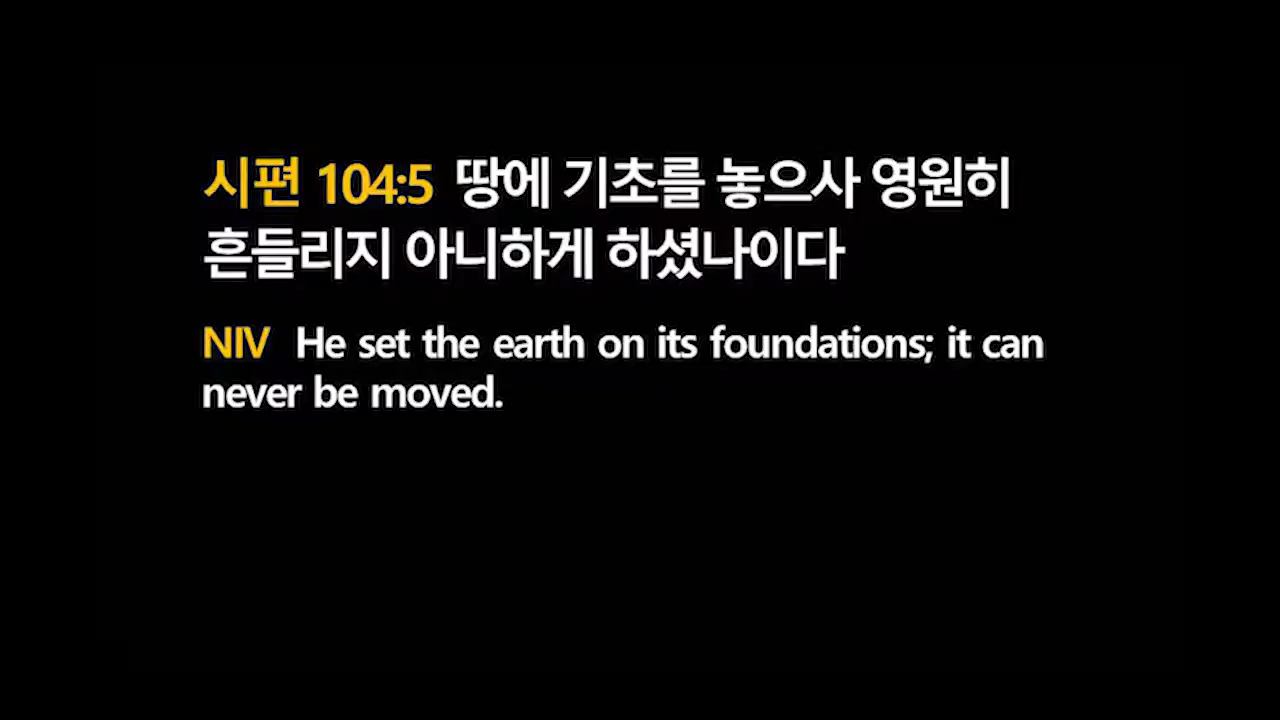 시편 104:5 땅에 기초를 놓으사 영원히
흔들리지 아니하게 하셨나이다
NIV He set the earth on its foundations; it can
never be moved.